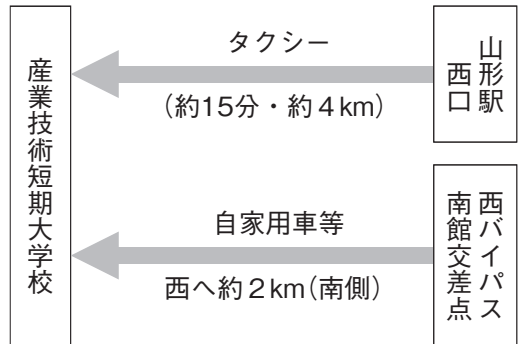 産業技術短期大学校
タクシー
(約15分・約4km)
山形駅
西口
自家用車等
西へ約2km(南側)
西バイパス
南館交差点